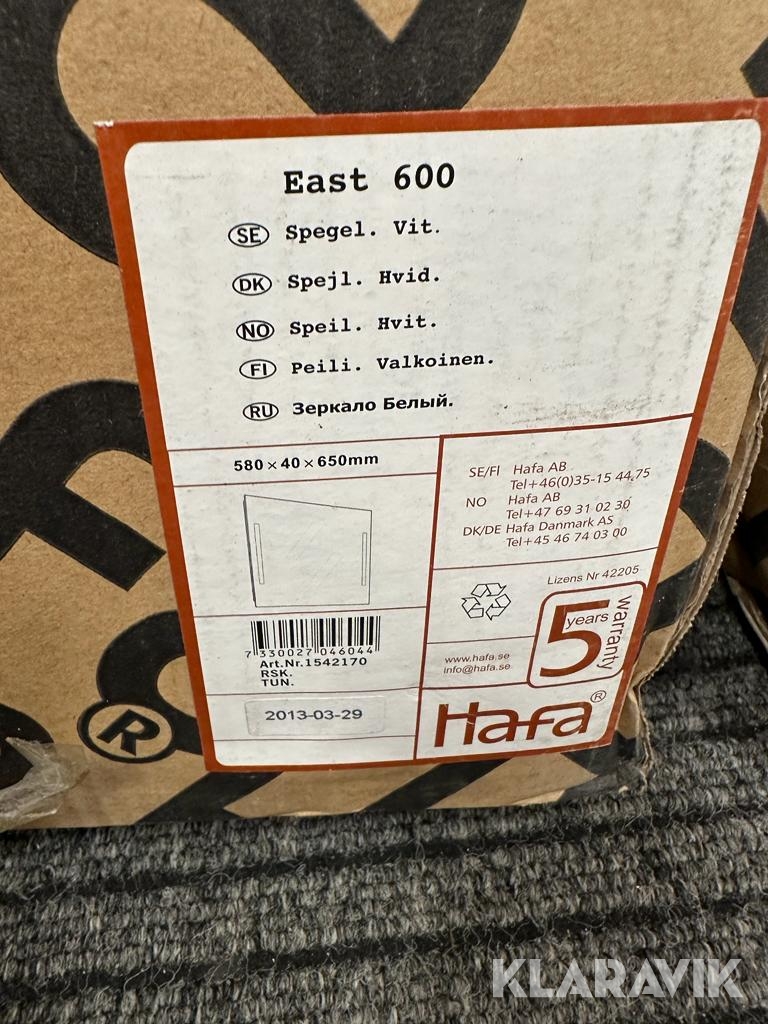 East 600
SE Spegel. Vit.
DK Spejl. Hvid.
NO Speil. Hvit.
FI Peili. Valkoinen.
RU Зеркало Белый.
580×40×650mm
SE/FI Hafa AB
Tel+46(0)35-15 44 75
NO Hafa AB
Tel+47 69 31 02 30
DK/DE Hafa Danmark AS
Tel+45 46 74 03 00
Lizens Nr 42205
5 years warranty
www.hafa.se
info@hafa.se
7 330027 046044
Art.Nr.1542170
RSK.
TUN.
2013-03-29
Hafa®
®
KLARAVIK